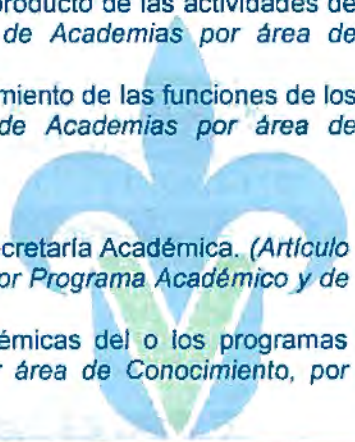 producto de las actividades de
de Academias por área de
miento de las funciones de los
de Academias por área de
cretaría Académica. (Artículo
or Programa Académico y de
émicas del o los programas
área de Conocimiento, por